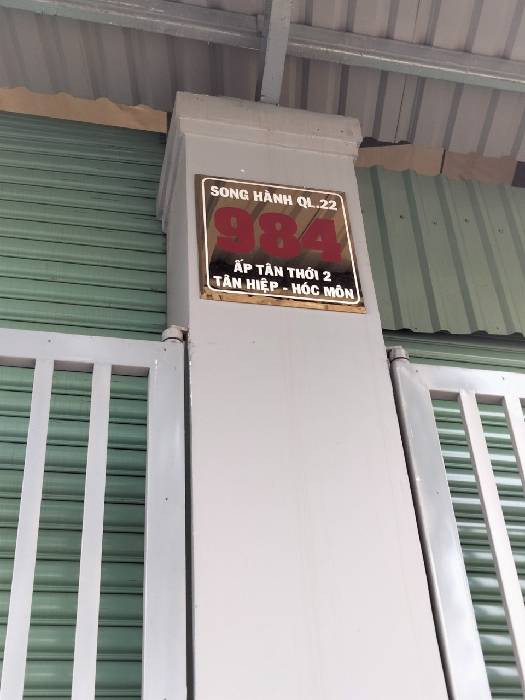 SONG HÀNH QL.22
984
ẤP TÂN THỚI 2
TÂN HIỆP - HÓC MÔN